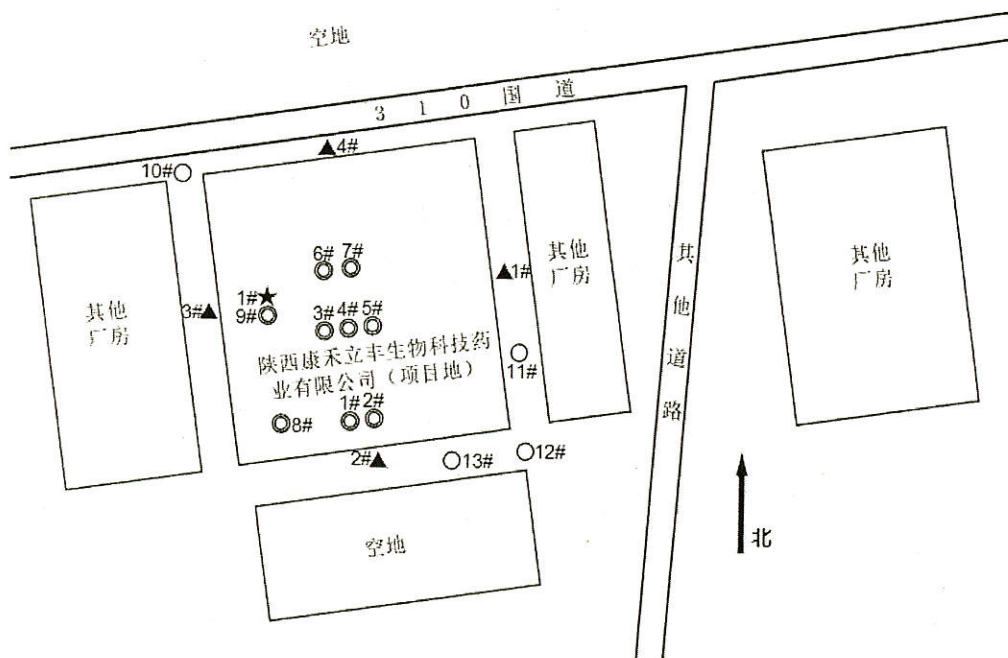 空地
3 1 0 国 道
▲4#
10#○
6# 7#
其他
厂房
▲1#
其他
厂房
1#★
9#
3#▲
3# 4# 5#
其他
厂房
陕西康禾立丰生物科技药
业有限公司（项目地）
11#
其他道路
1# 2#
8#
2#▲
13#
12#
空地
北